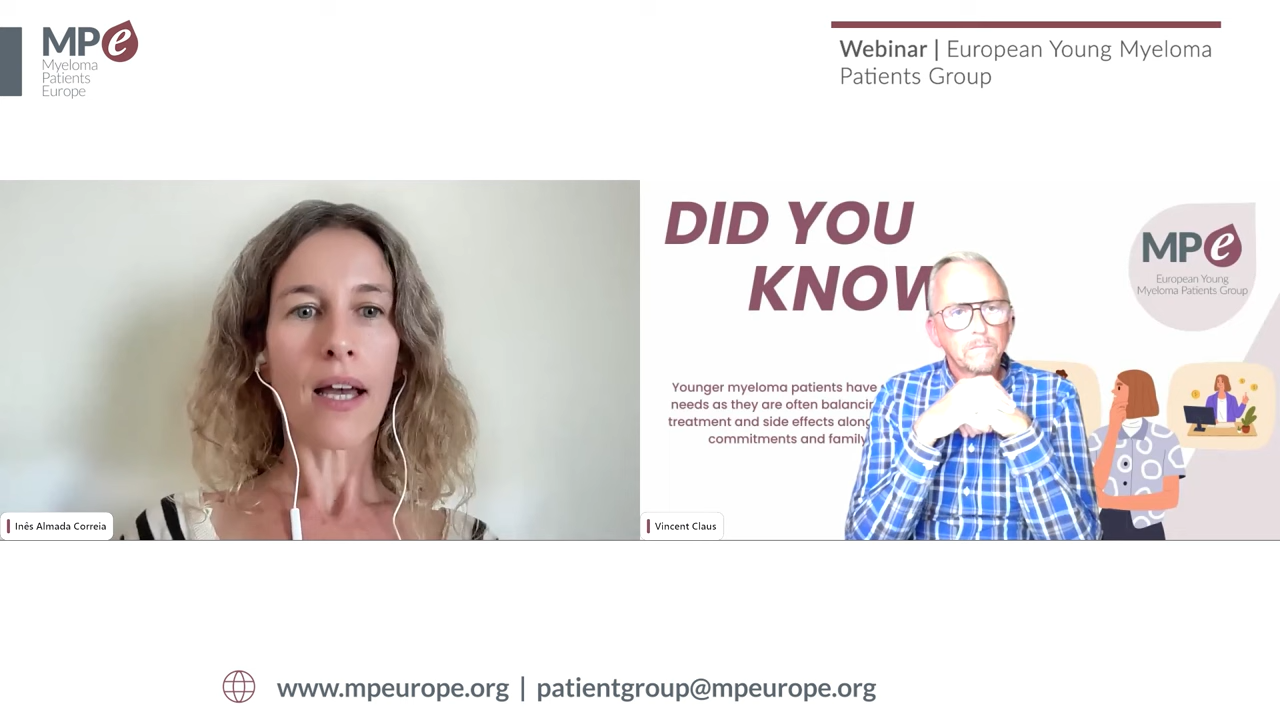 MPe
Myeloma
Patients
Europe
Webinar | European Young Myeloma
Patients Group
DID YOU
KNOW
MPe
European Young
Myeloma Patients Group
Younger myeloma patients have
needs as they are often
treatment and side effects
commitments and family
Inês Almada Correia
Vincent Claus
www.mpeurope.org | patientgroup@mpeurope.org